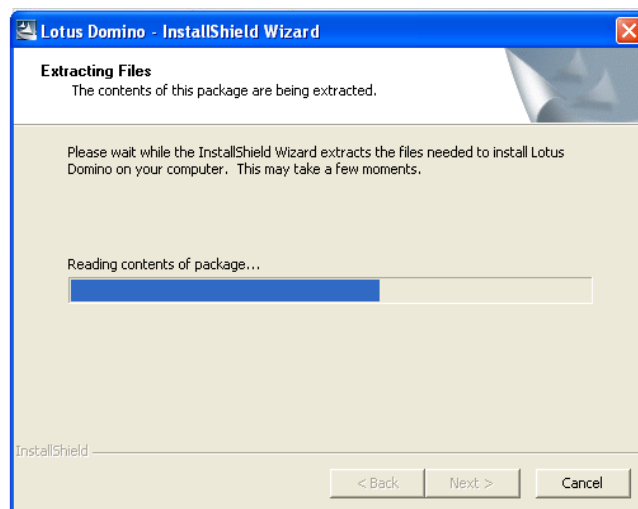 Lotus Domino - InstallShield Wizard
Extracting Files
The contents of this package are being extracted.
Please wait while the InstallShield Wizard extracts the files needed to install Lotus
Domino on your computer.  This may take a few moments.
Reading contents of package...
InstallShield
< Back
Next >
Cancel